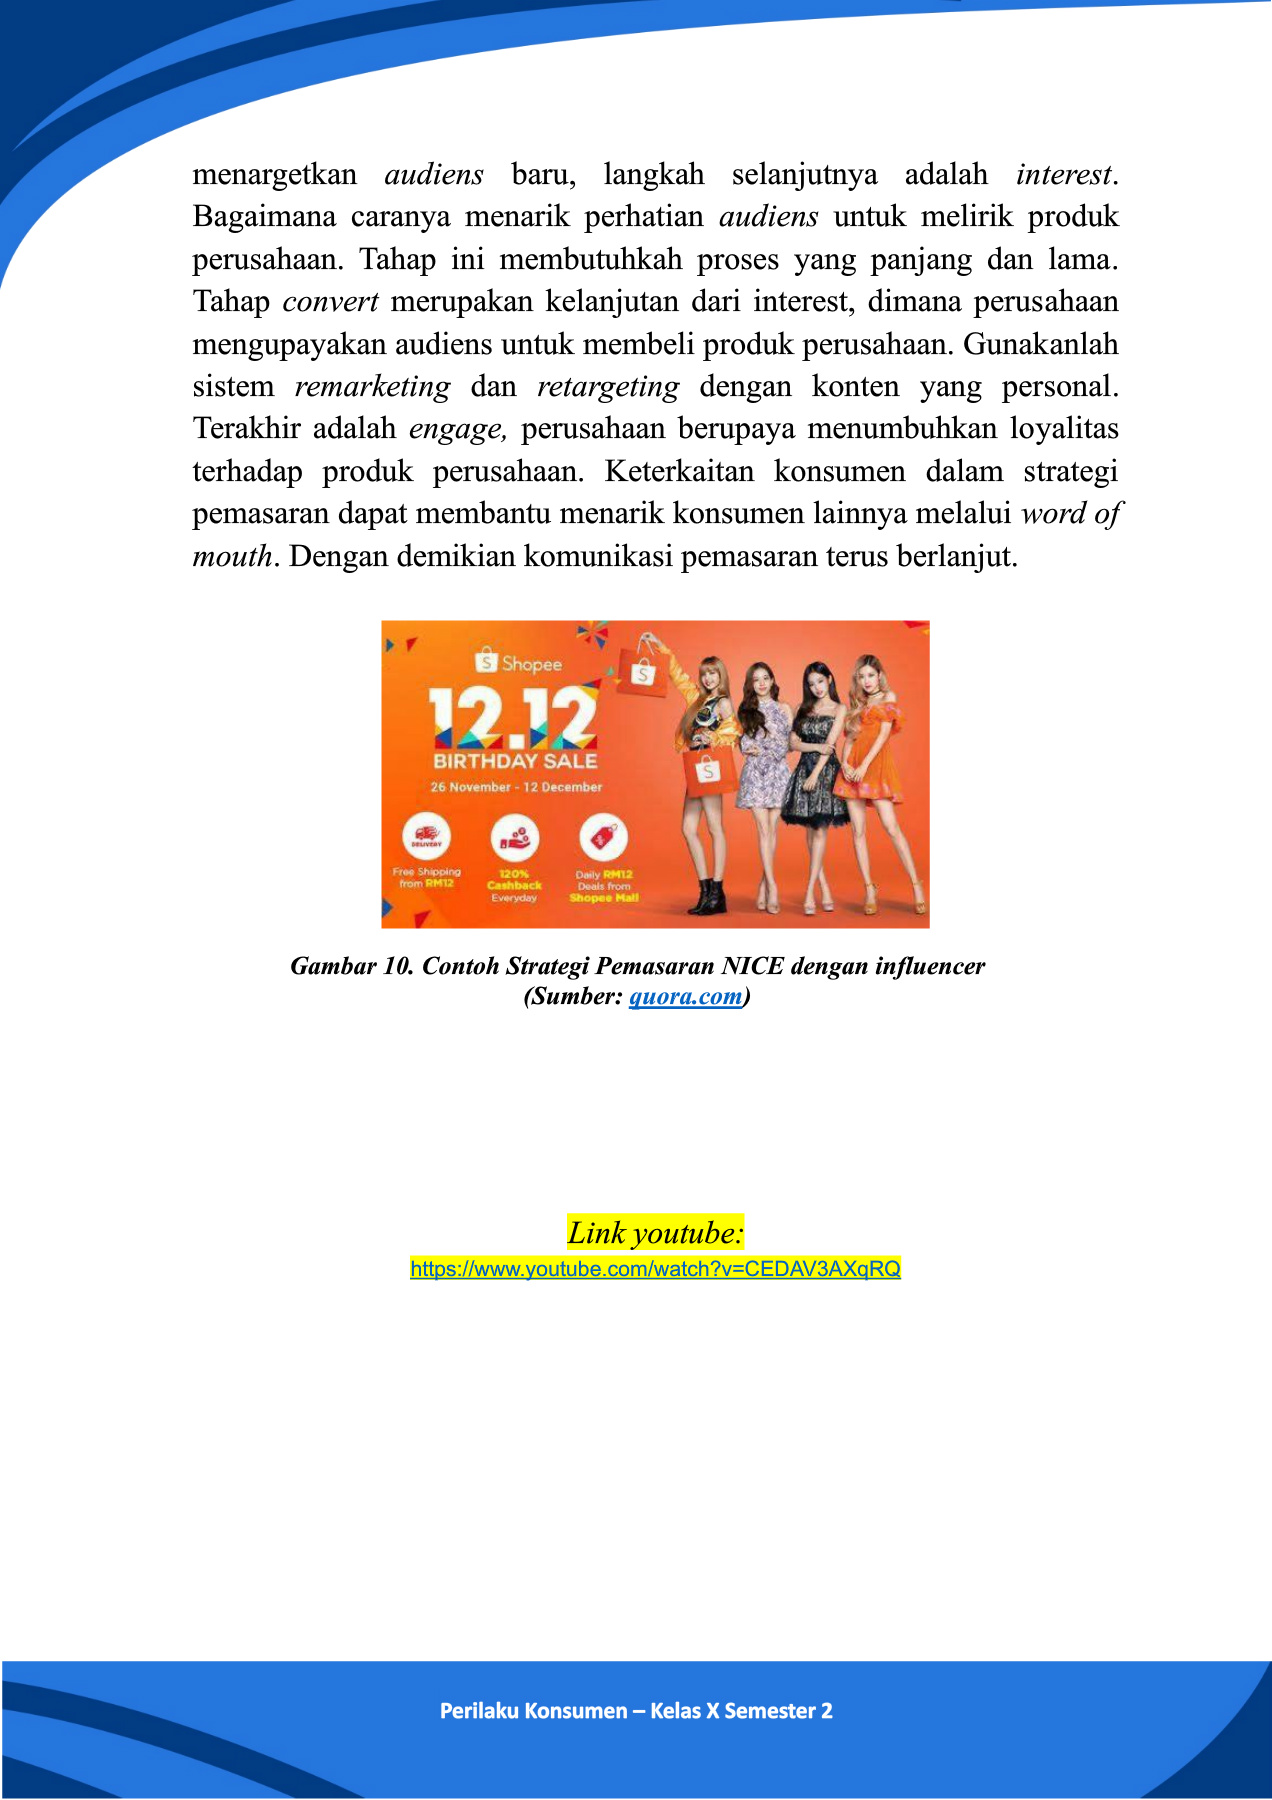 menargetkan audiens baru, langkah selanjutnya adalah interest.
Bagaimana caranya menarik perhatian audiens untuk melirik produk
perusahaan. Tahap ini membutuhkah proses yang panjang dan lama.
Tahap convert merupakan kelanjutan dari interest, dimana perusahaan
mengupayakan audiens untuk membeli produk perusahaan. Gunakanlah
sistem remarketing dan retargeting dengan konten yang personal.
Terakhir adalah engage, perusahaan berupaya menumbuhkan loyalitas
terhadap produk perusahaan. Keterkaitan konsumen dalam strategi
pemasaran dapat membantu menarik konsumen lainnya melalui word of
mouth. Dengan demikian komunikasi pemasaran terus berlanjut.
S Shopee
12.12
BIRTHDAY SALE
26 November - 12 December
DELIVERY
Free Shipping
from RM12
120%
Cashback
Everyday
Daily RM12
Deals from
Shopee Mall
S
S
Gambar 10. Contoh Strategi Pemasaran NICE dengan influencer
(Sumber: quora.com)
Link youtube:
https://www.youtube.com/watch?v=CEDAV3AXqRQ
Perilaku Konsumen – Kelas X Semester 2